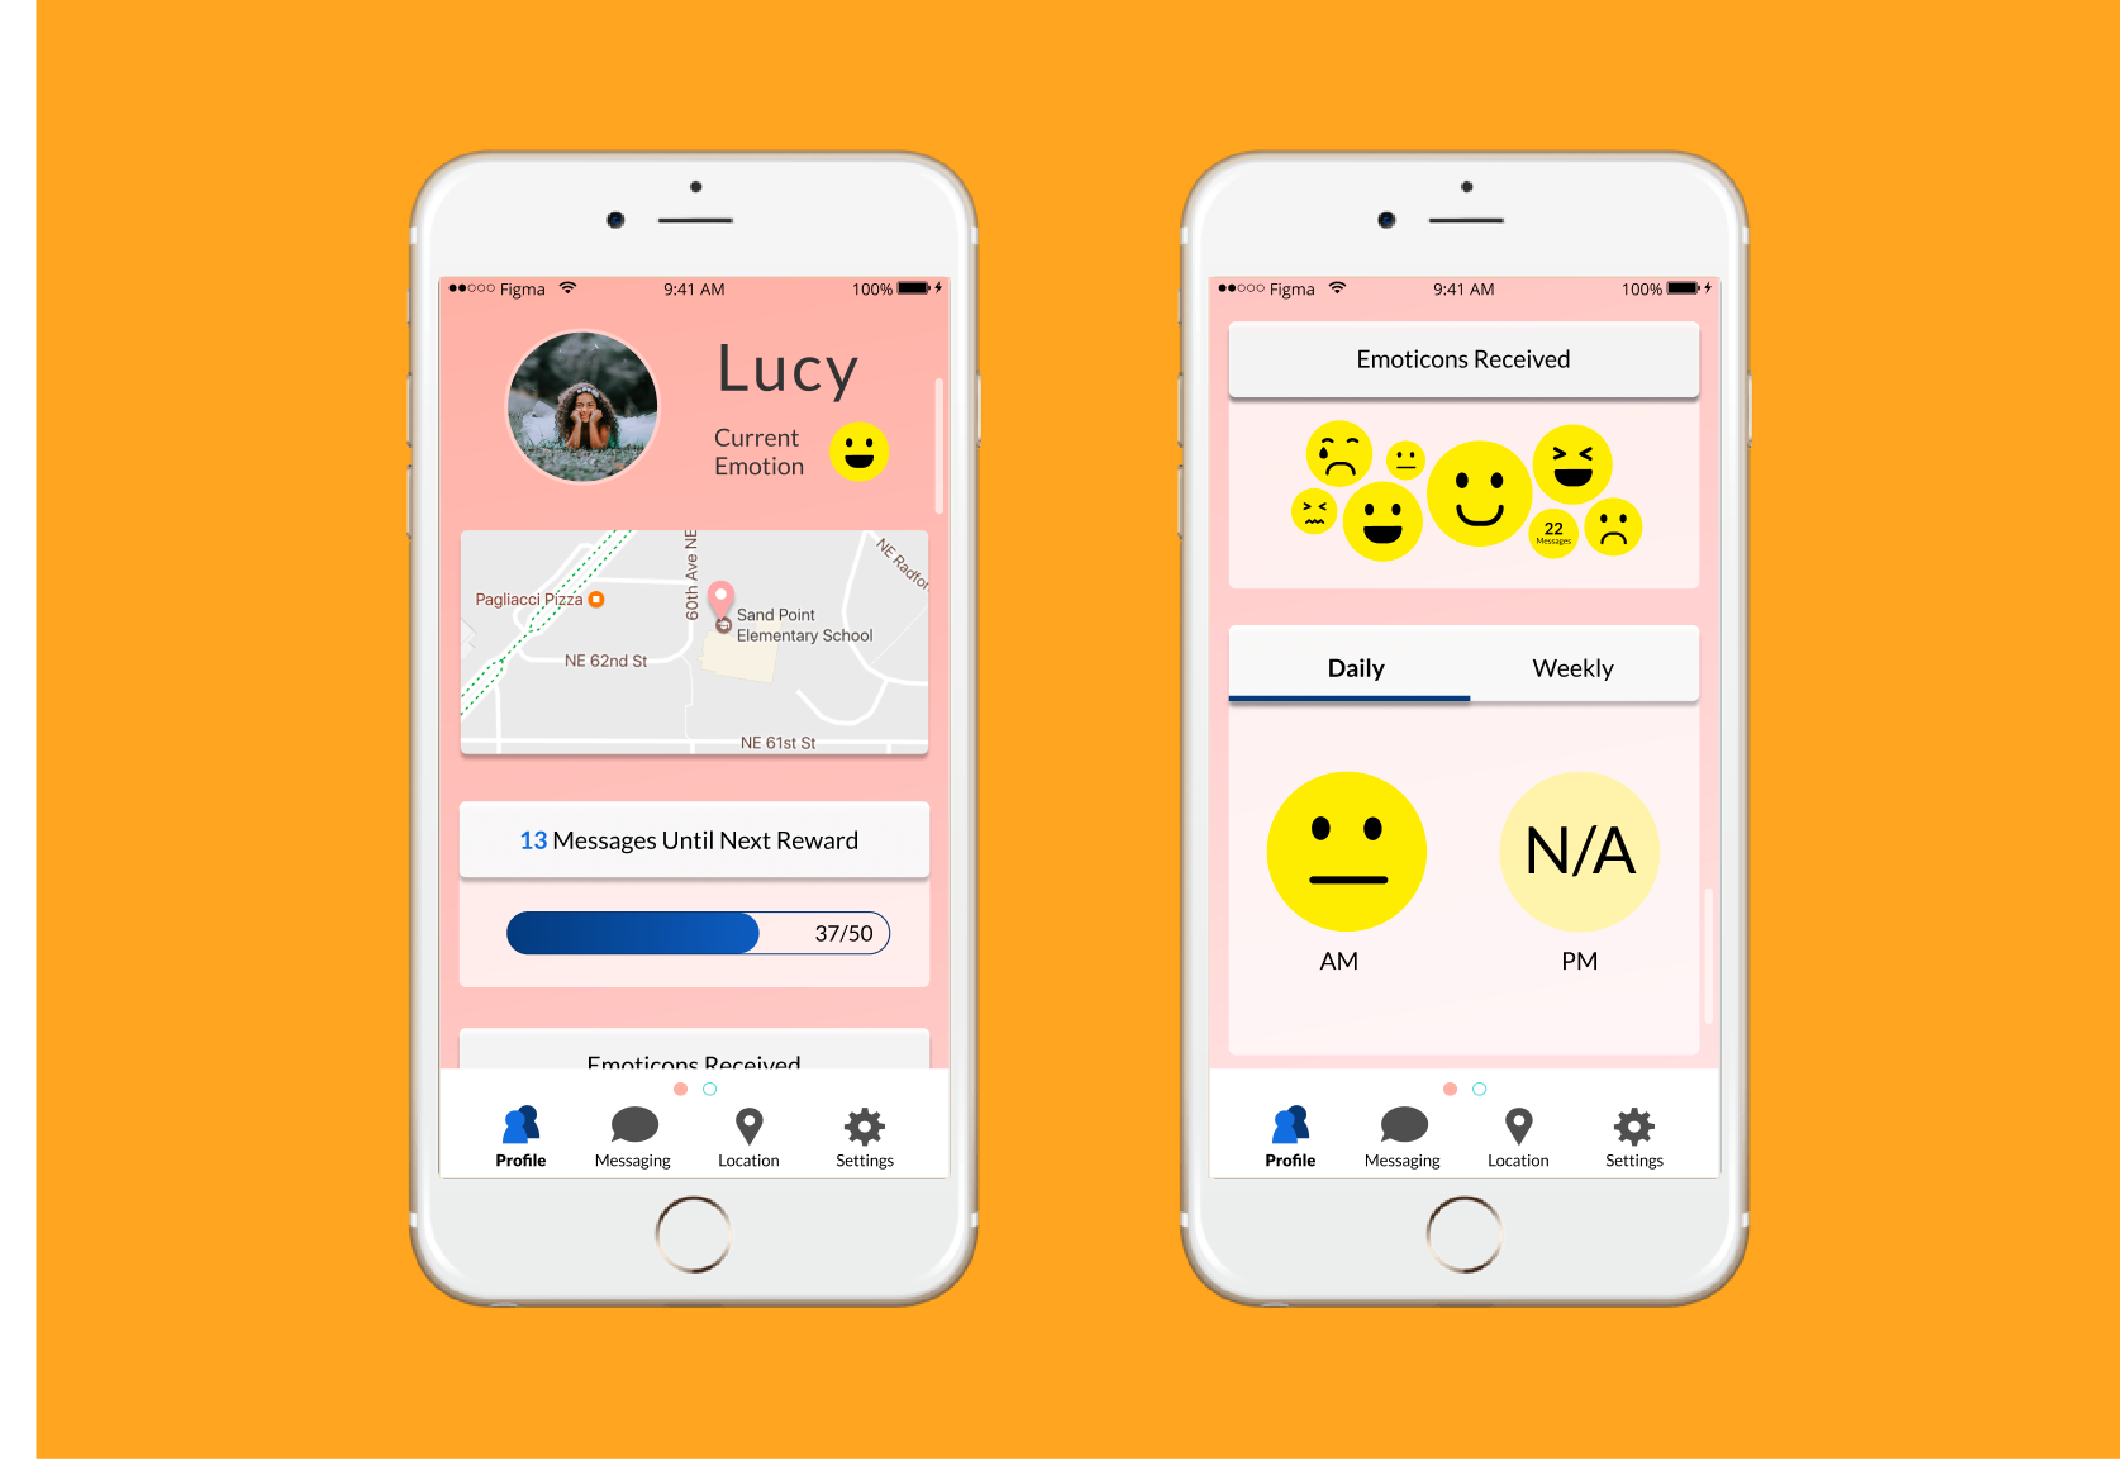 Figma 9:41 AM 100%
Lucy
Current
Emotion
60th Ave NE
NE Radfo
Pagliacci Pizza
Sand Point
Elementary School
NE 62nd St
NE 61st St
13 Messages Until Next Reward
37/50
Emoticons Received
Profile Messaging Location Settings
Figma 9:41 AM 100%
Emoticons Received
22
Messages
Daily Weekly
N/A
AM PM
Profile Messaging Location Settings